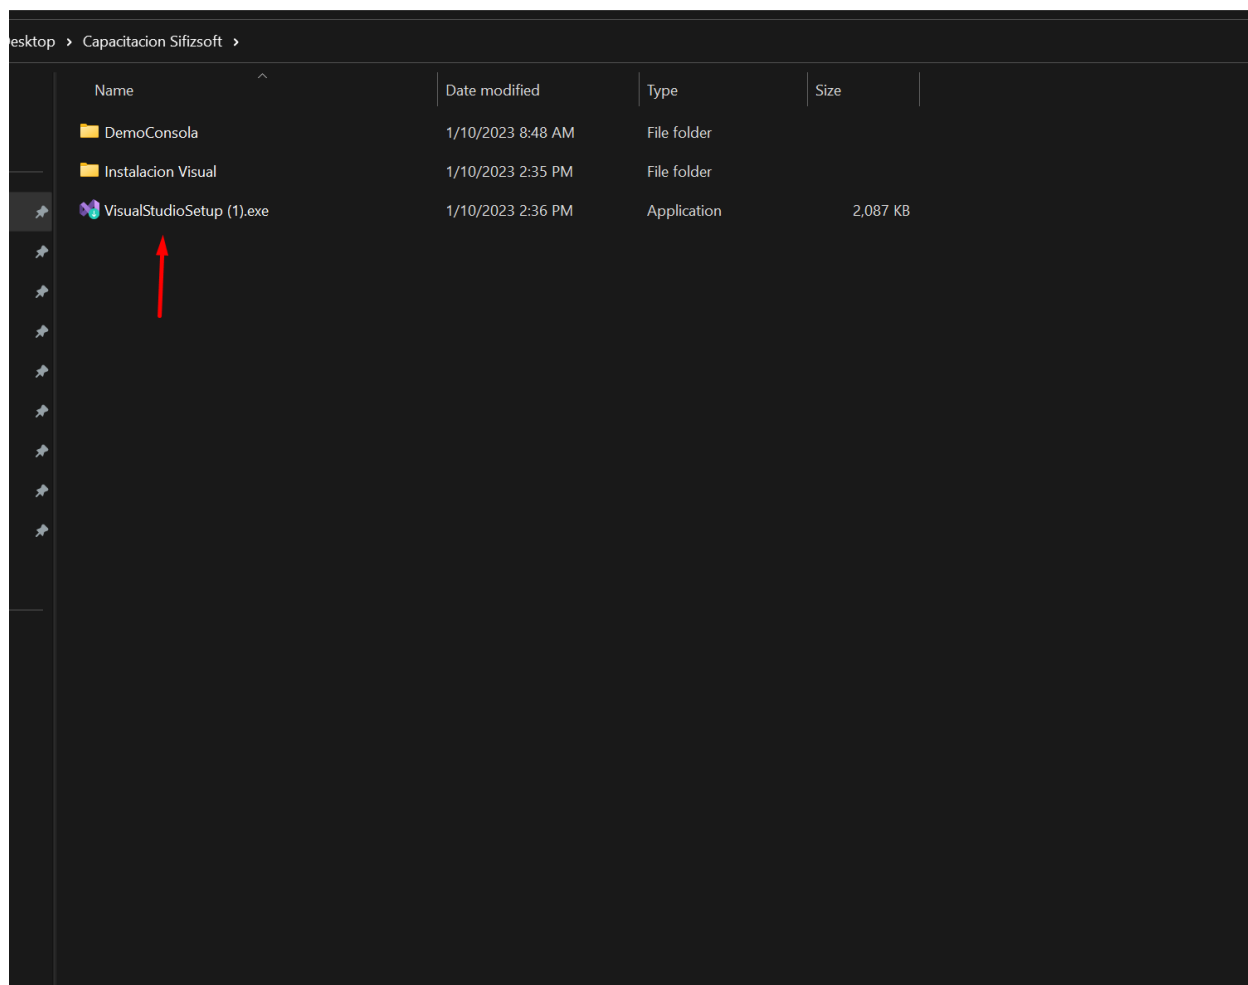 esktop > Capacitacion Sifizsoft >
Name Date modified Type Size
DemoConsola 1/10/2023 8:48 AM File folder
Instalacion Visual 1/10/2023 2:35 PM File folder
VisualStudioSetup (1).exe 1/10/2023 2:36 PM Application 2,087 KB